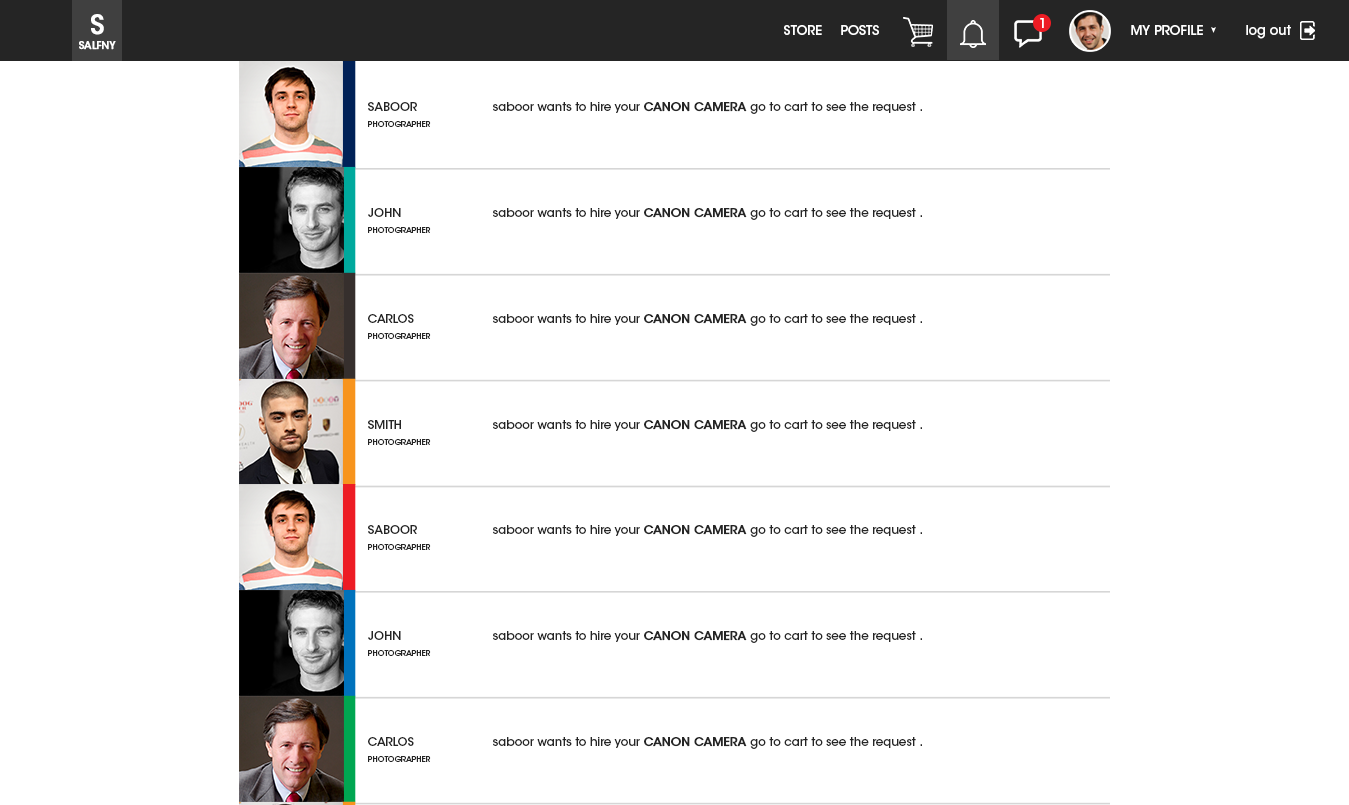 S
SALFNY
STORE POSTS 1 MY PROFILE ▼ log out
SABOOR saboor wants to hire your CANON CAMERA go to cart to see the request .
PHOTOGRAPHER
JOHN saboor wants to hire your CANON CAMERA go to cart to see the request .
PHOTOGRAPHER
CARLOS saboor wants to hire your CANON CAMERA go to cart to see the request .
PHOTOGRAPHER
SMITH saboor wants to hire your CANON CAMERA go to cart to see the request .
PHOTOGRAPHER
SABOOR saboor wants to hire your CANON CAMERA go to cart to see the request .
PHOTOGRAPHER
JOHN saboor wants to hire your CANON CAMERA go to cart to see the request .
PHOTOGRAPHER
CARLOS saboor wants to hire your CANON CAMERA go to cart to see the request .
PHOTOGRAPHER